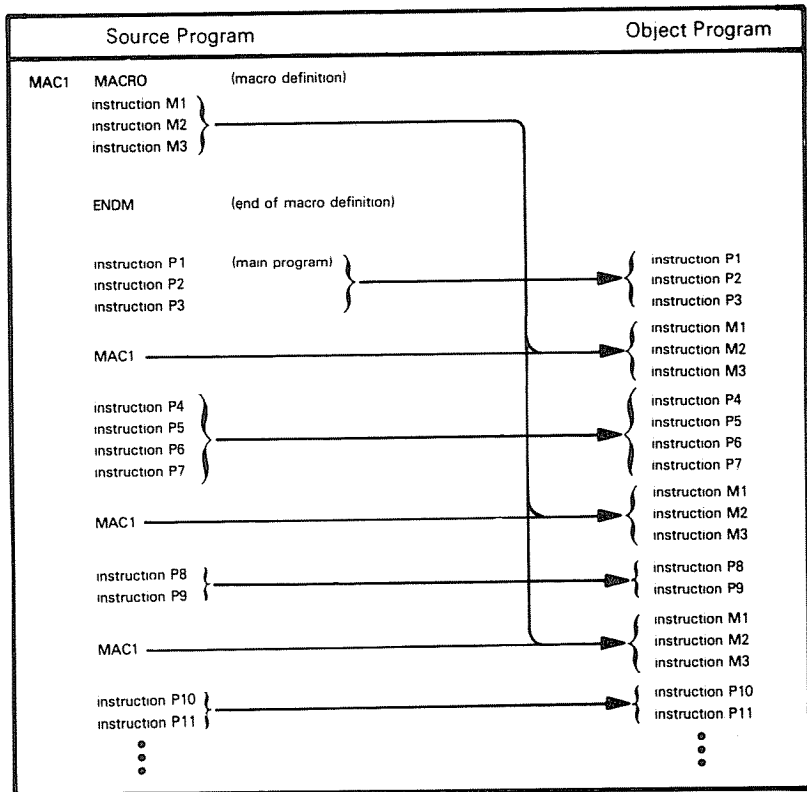 Source Program Object Program
MAC1 MACRO (macro definition)
instruction M1
instruction M2
instruction M3
ENDM (end of macro definition)
instruction P1 (main program) instruction P1
instruction P2 instruction P2
instruction P3 instruction P3
instruction M1
MAC1 instruction M2
instruction M3
instruction P4 instruction P4
instruction P5 instruction P5
instruction P6 instruction P6
instruction P7 instruction P7
instruction M1
MAC1 instruction M2
instruction M3
instruction P8 instruction P8
instruction P9 instruction P9
instruction M1
MAC1 instruction M2
instruction M3
instruction P10 instruction P10
instruction P11 instruction P11